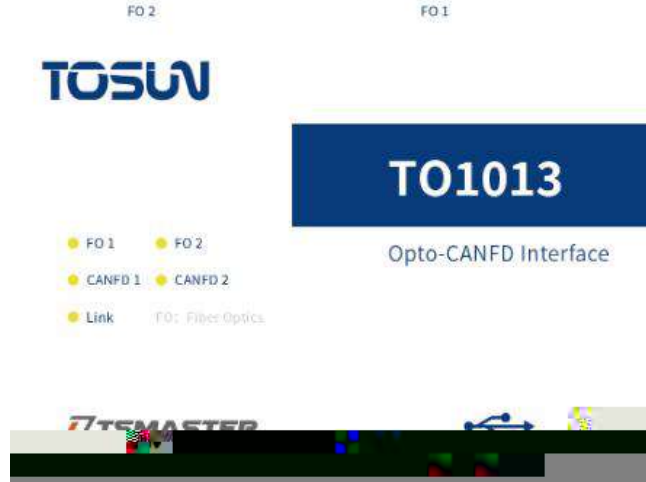 FO 2
FO 1
TOSUN
TO1013
FO 1
FO 2
Opto-CANFD Interface
CANFD 1
CANFD 2
Link
FO: Fiber Optics
TSMASTER